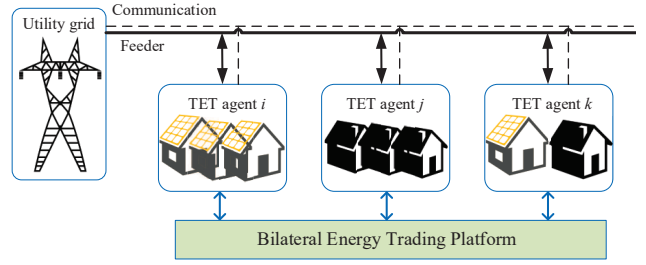 Communication
Utility grid
Feeder
TET agent i
TET agent j
TET agent k
Bilateral Energy Trading Platform